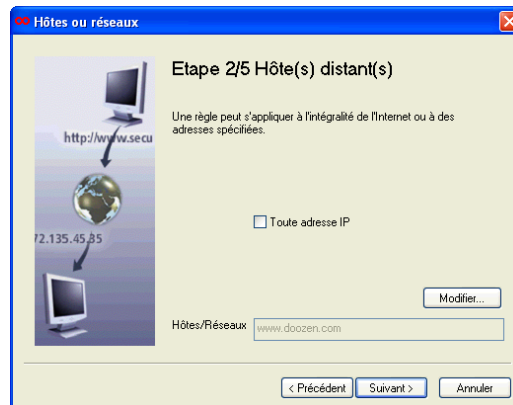 Hôtes ou réseaux
Etape 2/5 Hôte(s) distant(s)
Une règle peut s'appliquer à l'intégralité de l'Internet ou à des
adresses spécifiées.
http://www.secu
72.135.45.35
Toute adresse IP
Modifier...
Hôtes/Réseaux www.doozen.com
< Précédent Suivant > Annuler